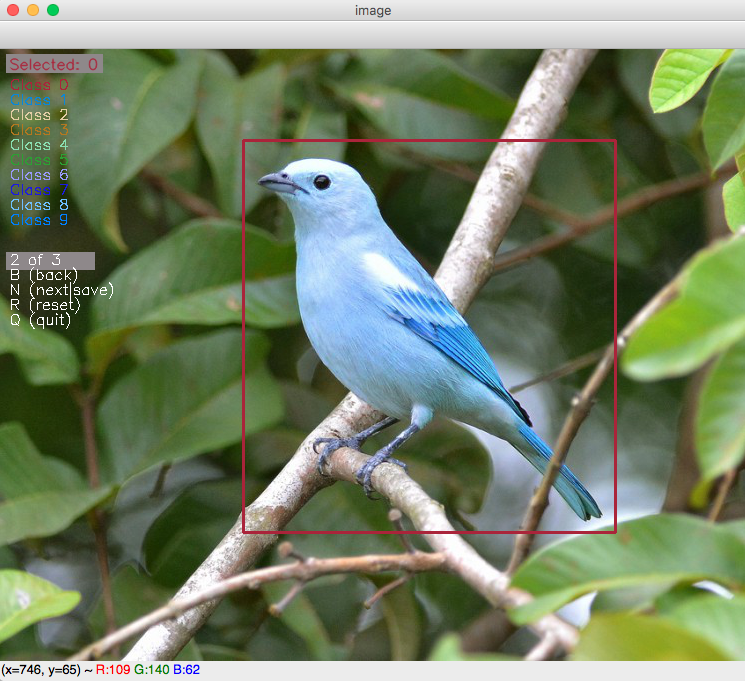 image
Selected: 0
Class 0
Class 1
Class 2
Class 3
Class 4
Class 5
Class 6
Class 7
Class 8
Class 9
2 of 3
B (back)
N (next|save)
R (reset)
Q (quit)
(x=746, y=65) ~ R:109 G:140 B:62